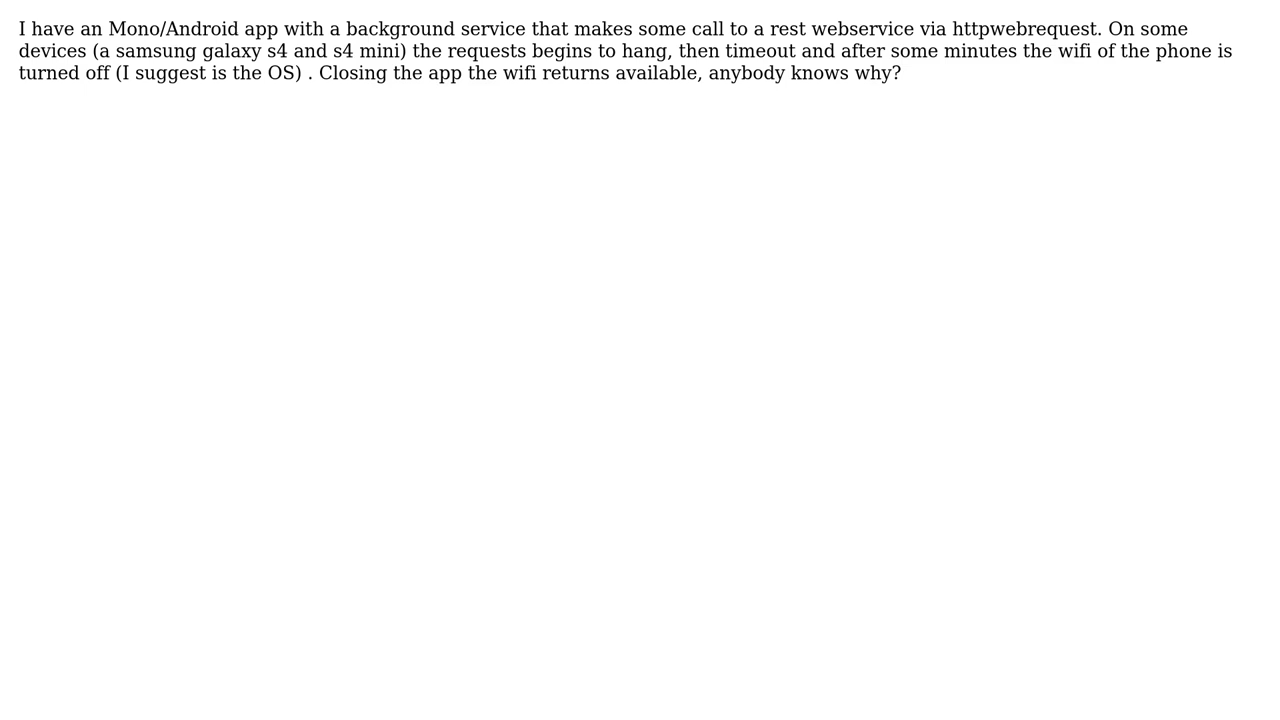 I have an Mono/Android app with a background service that makes some call to a rest webservice via httpwebrequest. On some
devices (a samsung galaxy s4 and s4 mini) the requests begins to hang, then timeout and after some minutes the wifi of the phone is
turned off (I suggest is the OS) . Closing the app the wifi returns available, anybody knows why?